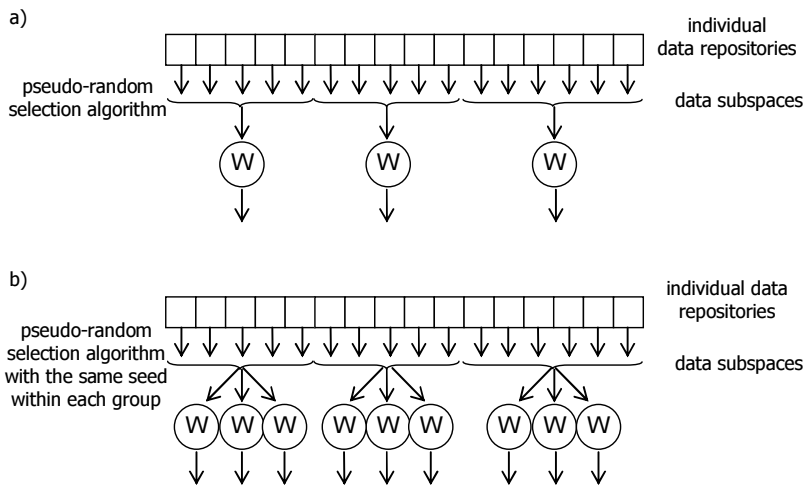 a)
individual
data repositories
pseudo-random
selection algorithm
data subspaces
W W W
b)
individual data
repositories
pseudo-random
selection algorithm
with the same seed
within each group
data subspaces
W W W W W W W W W